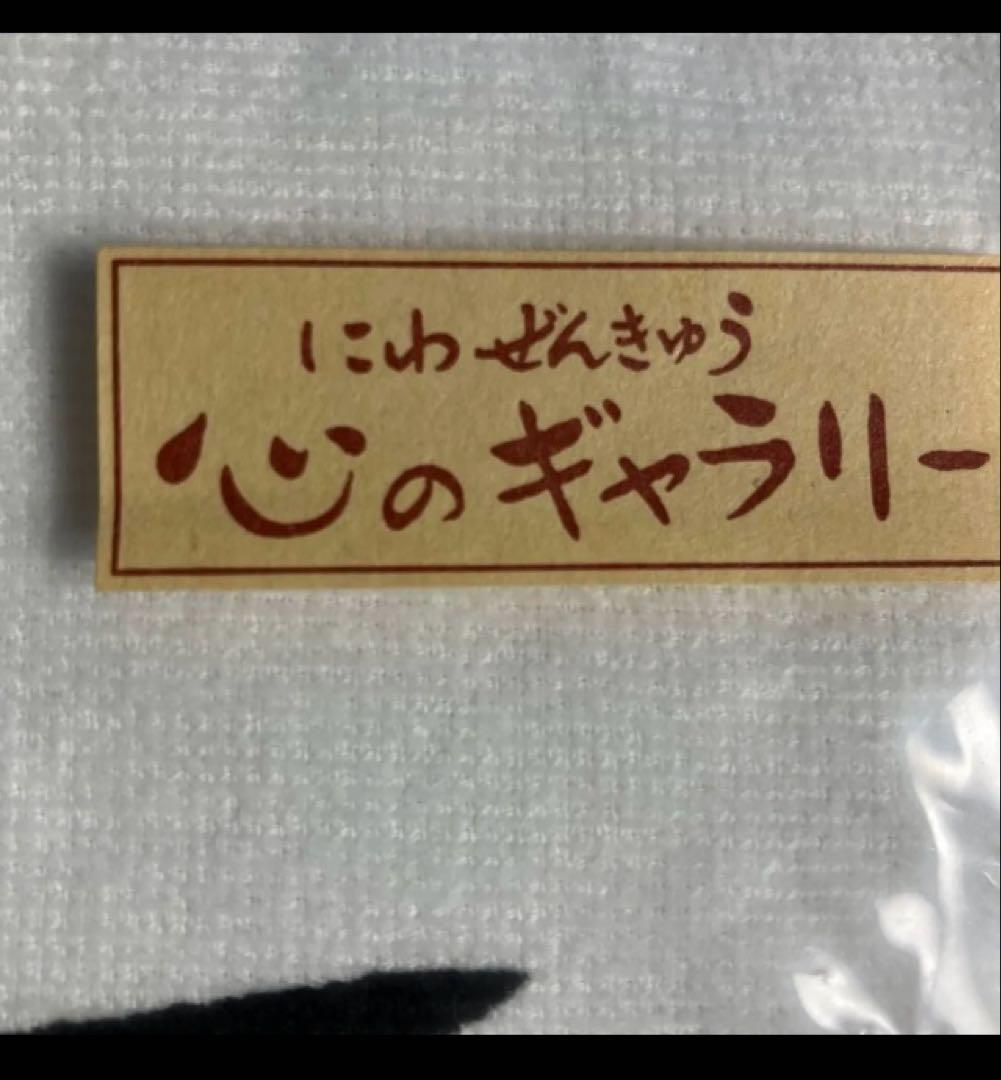 にわ ぜんきゅう
心のギャラリー